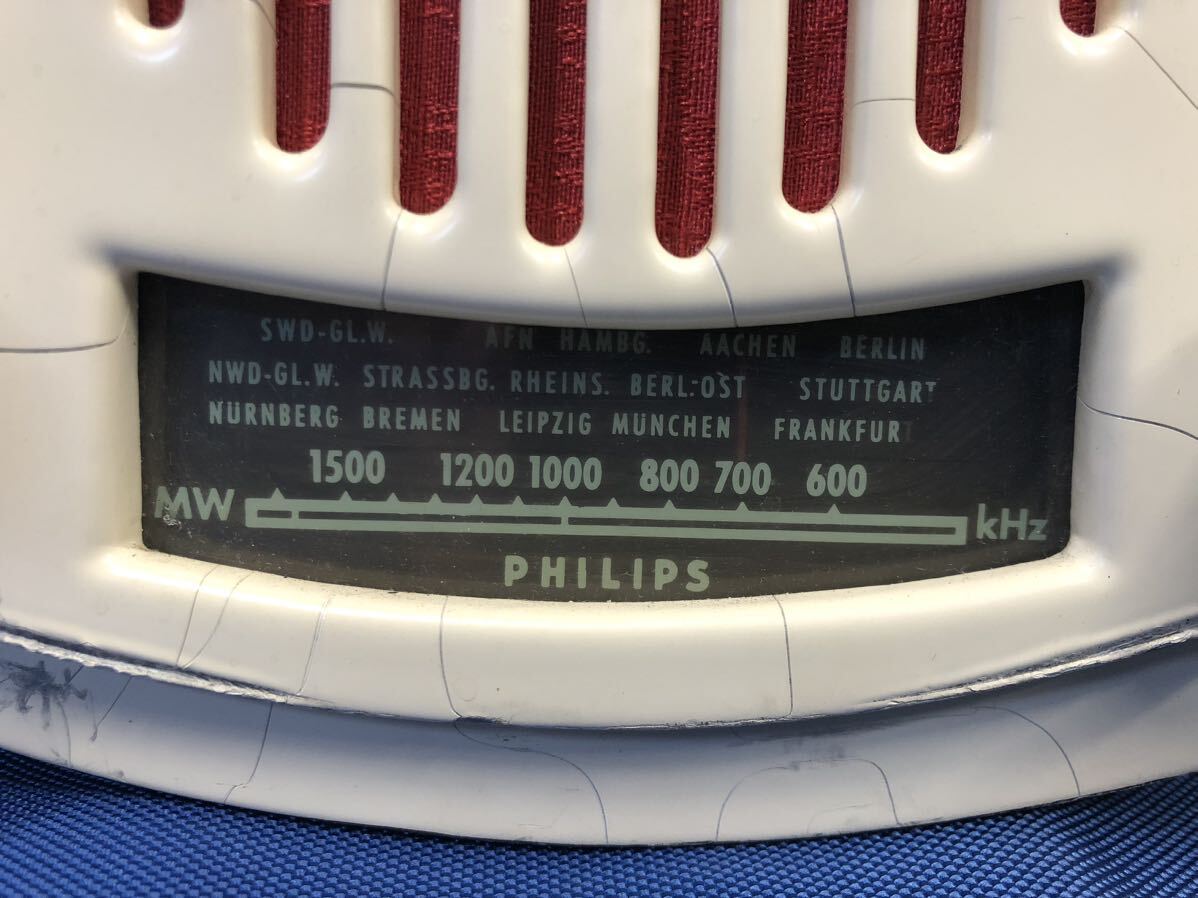 SWD-GL.W. AFN HAMBG. AACHEN BERLIN
NWD-GL.W. STRASSBG. RHEINS. BERL.-OST STUTTGART
NÜRNBERG BREMEN LEIPZIG MÜNCHEN FRANKFURT
1500 1200 1000 800 700 600
MW kHz
PHILIPS